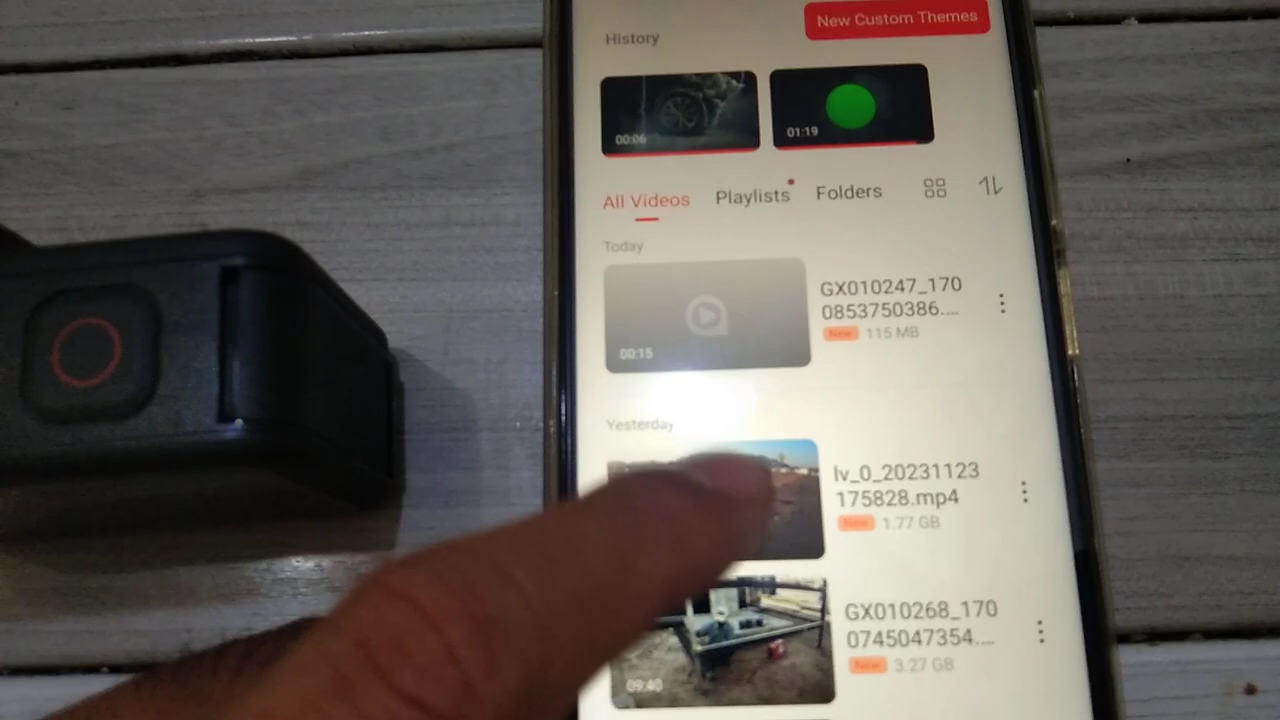 New Custom Themes
History
00:06
01:19
All Videos
Playlists
Folders
Today
GX010247_170
0853750386....
New 115 MB
00:15
Yesterday
lv_0_20231123
175828.mp4
New 1.77 GB
GX010268_170
0745047354....
New 3.27 GB
09:40